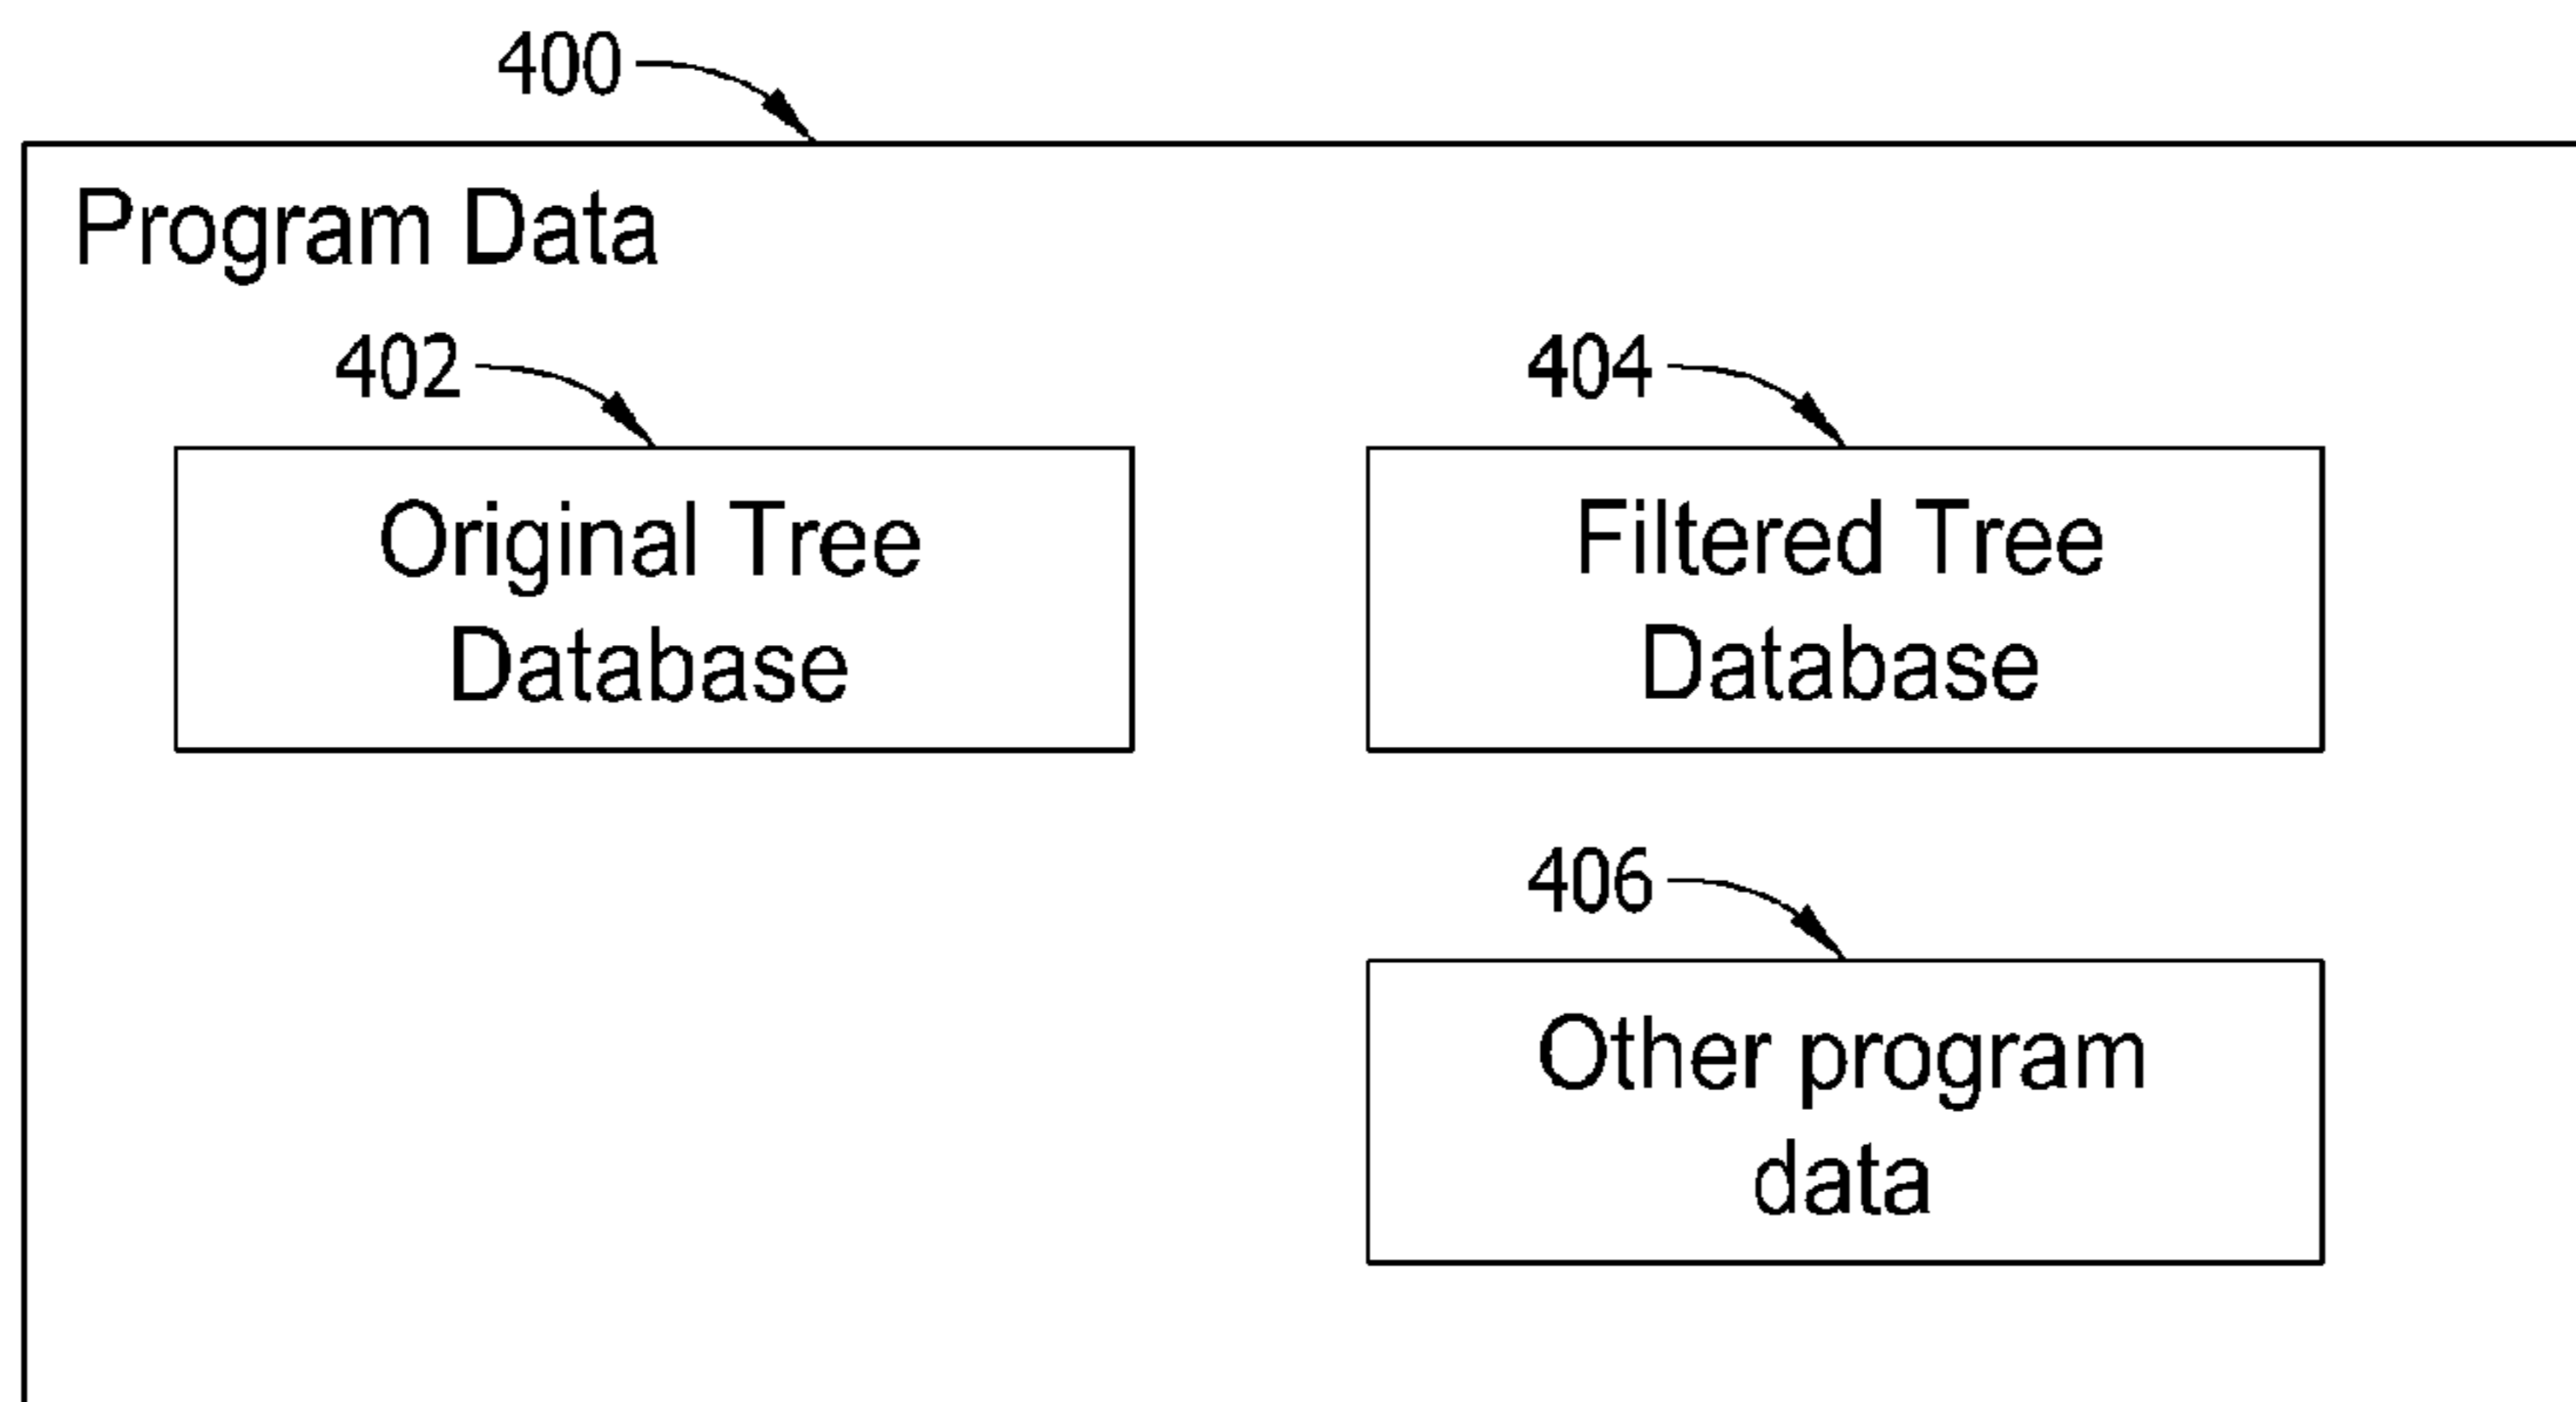 400
Program Data
402
404
Original Tree
Database
Filtered Tree
Database
406
Other program
data